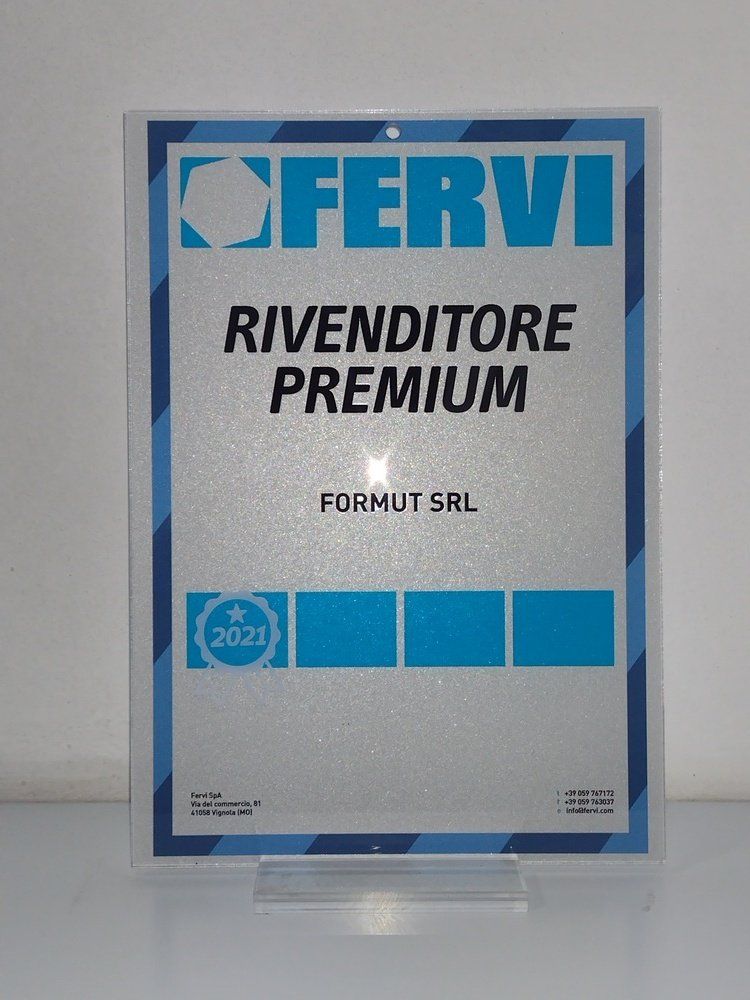 FERVI
RIVENDITORE
PREMIUM
FORMUT SRL
2021
Fervi SpA
Via del commercio, 81
41058 Vignola (MO)
t +39 059 767172
f +39 059 763037
e info@fervi.com